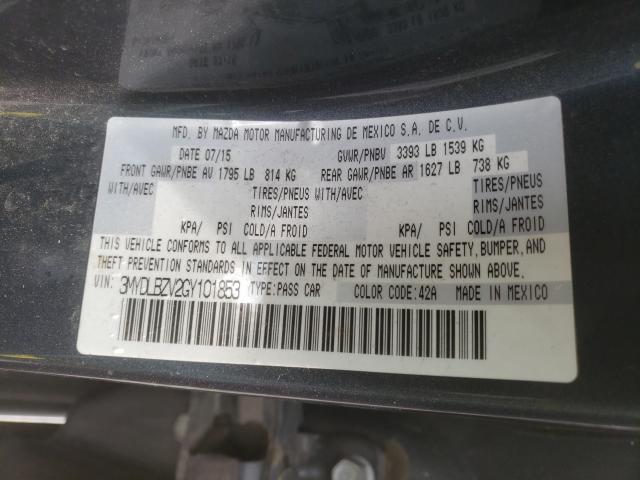 MFD. BY MAZDA MOTOR MANUFACTURING DE MEXICO S.A. DE C.V.
DATE 07/15 GVWR/PNBV 3393 LB 1539 KG
FRONT GAWR/PNBE AV 1795 LB 814 KG REAR GAWR/PNBE AR 1627 LB 738 KG
WITH/AVEC TIRES/PNEUS WITH/AVEC TIRES/PNEUS
RIMS/JANTES RIMS/JANTES
KPA/ PSI COLD/A FROID KPA/ PSI COLD/A FROID
THIS VEHICLE CONFORMS TO ALL APPLICABLE FEDERAL MOTOR VEHICLE SAFETY, BUMPER, AND
THEFT PREVENTION STANDARDS IN EFFECT ON THE DATE OF MANUFACTURE SHOWN ABOVE.
VIN: 3MYDLBZV2GY101853 TYPE:PASS CAR COLOR CODE:42A MADE IN MEXICO